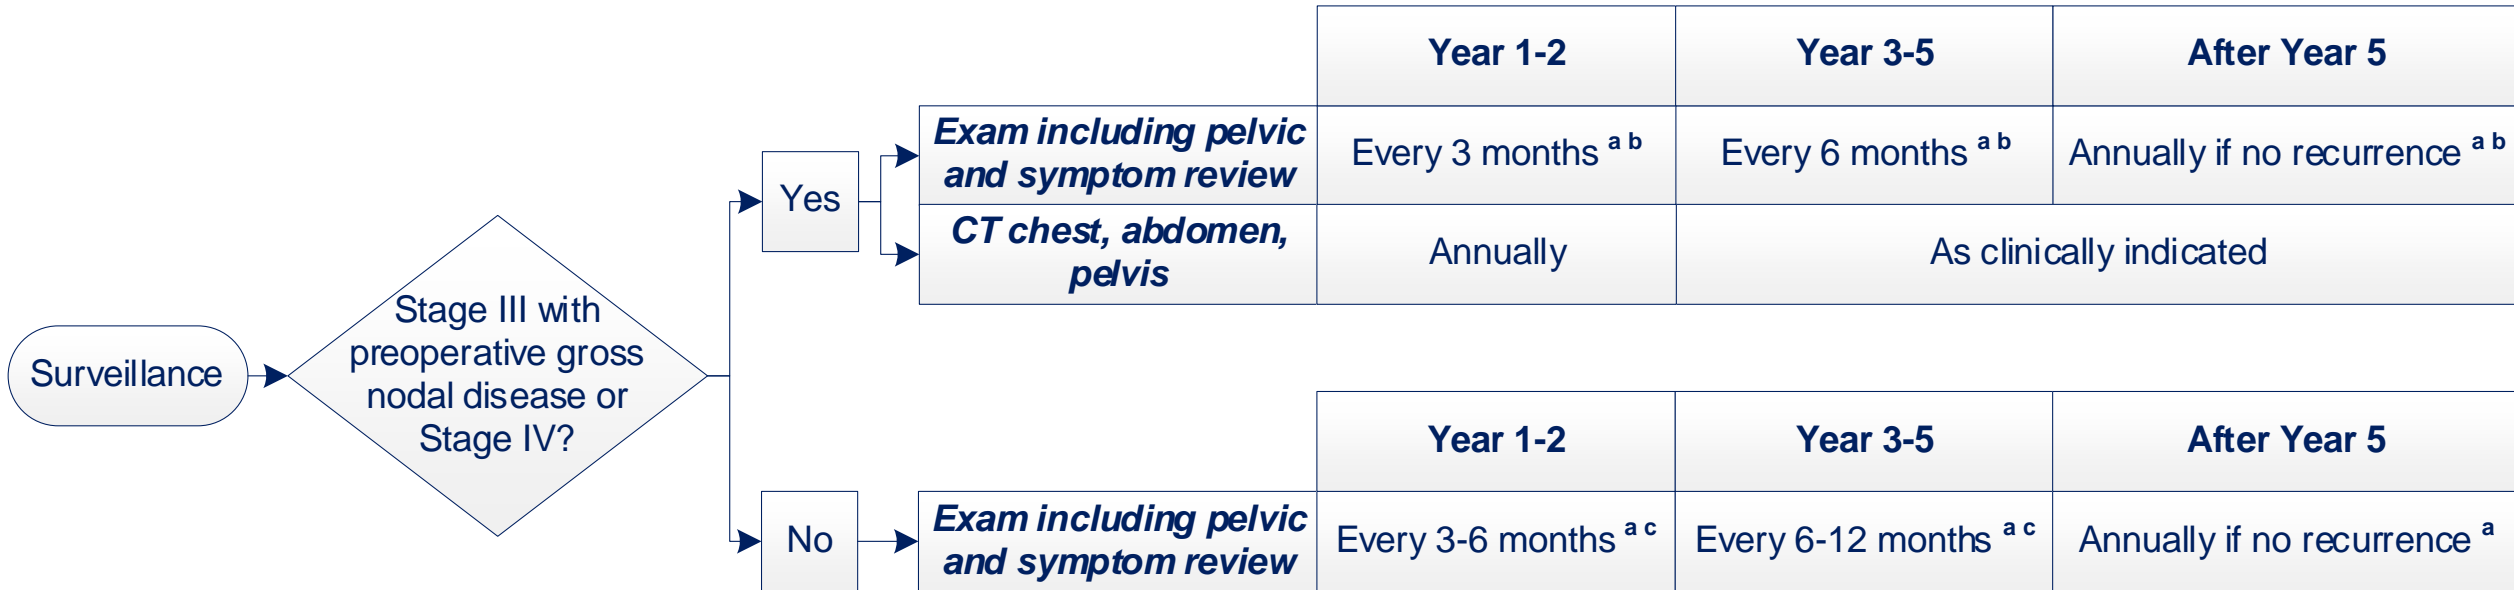 Surveillance
Stage III with
preoperative gross
nodal disease or
Stage IV?
Yes
Year 1-2
Year 3-5
After Year 5
Exam including pelvic
and symptom review
Every 3 months a b
Every 6 months a b
Annually if no recurrence a b
CT chest, abdomen,
pelvis
Annually
As clinically indicated
No
Year 1-2
Year 3-5
After Year 5
Exam including pelvic
and symptom review
Every 3-6 months a c
Every 6-12 months a c
Annually if no recurrence a